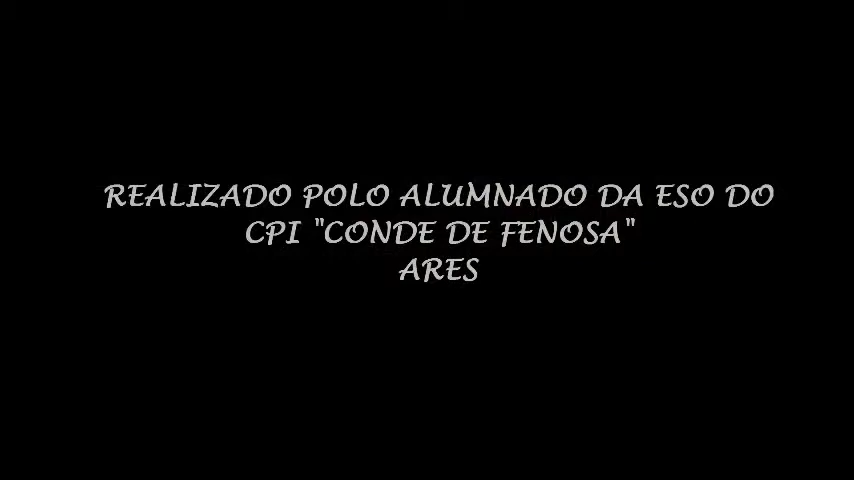 REALIZADO POLO ALUMNADO DA ESO DO
CPI "CONDE DE FENOSA"
ARES